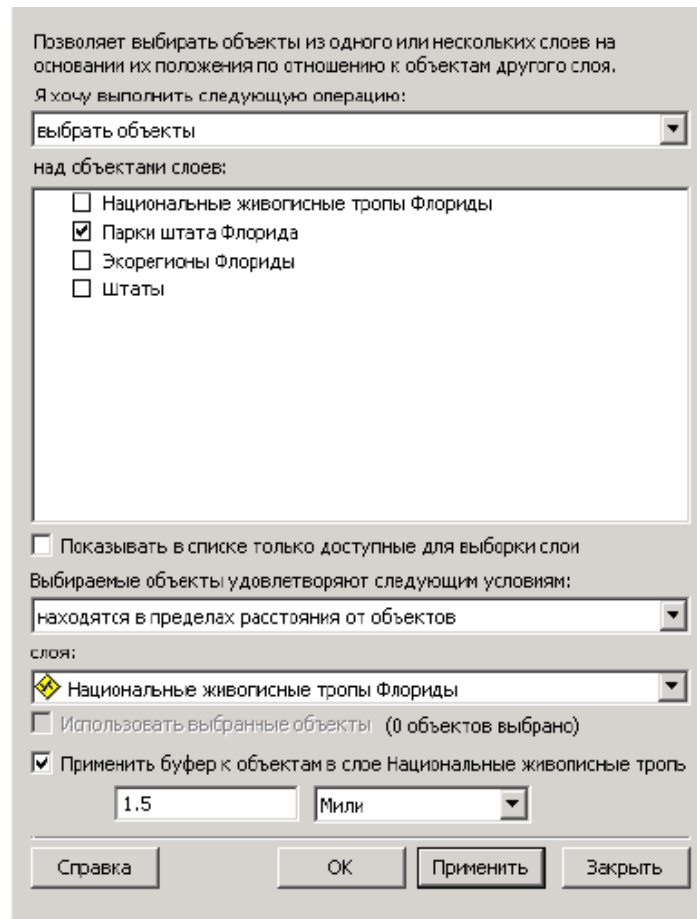 Позволяет выбирать объекты из одного или нескольких слоев на
основании их положения по отношению к объектам другого слоя.
Я хочу выполнить следующую операцию:
выбрать объекты
над объектами слоев:
Национальные живописные тропы Флориды
Парки штата Флорида
Экорегионы Флориды
Штаты
Показывать в списке только доступные для выборки слои
Выбираемые объекты удовлетворяют следующим условиям:
находятся в пределах расстояния от объектов
слоя:
Национальные живописные тропы Флориды
Использовать выбранные объекты (0 объектов выбрано)
Применить буфер к объектам в слое Национальные живописные тропь
1.5 Мили
Справка ОК Применить Закрыть